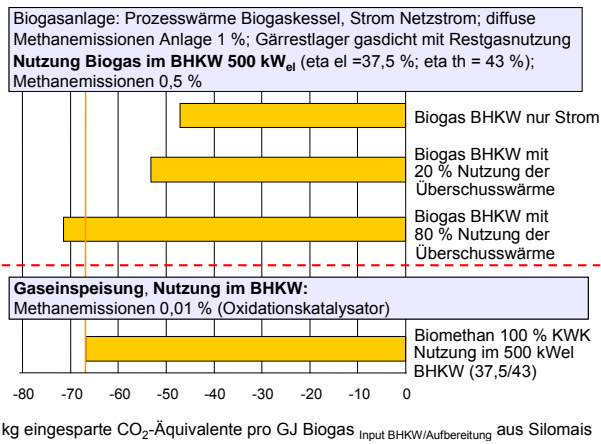 Biogasanlage: Prozesswärme Biogaskessel, Strom Netzstrom; diffuse
Methanemissionen Anlage 1 %; Gärrestlager gasdicht mit Restgasnutzung
Nutzung Biogas im BHKW 500 kWel (eta el =37,5 %; eta th = 43 %);
Methanemissionen 0,5 %
Biogas BHKW nur Strom
Biogas BHKW mit
20 % Nutzung der
Überschusswärme
Biogas BHKW mit
80 % Nutzung der
Überschusswärme
Gaseinspeisung, Nutzung im BHKW:
Methanemissionen 0,01 % (Oxidationskatalysator)
Biomethan 100 % KWK
Nutzung im 500 kWel
BHKW (37,5/43)
-80 -70 -60 -50 -40 -30 -20 -10 0
kg eingesparte CO2-Äquivalente pro GJ Biogas Input BHKW/Aufbereitung aus Silomais